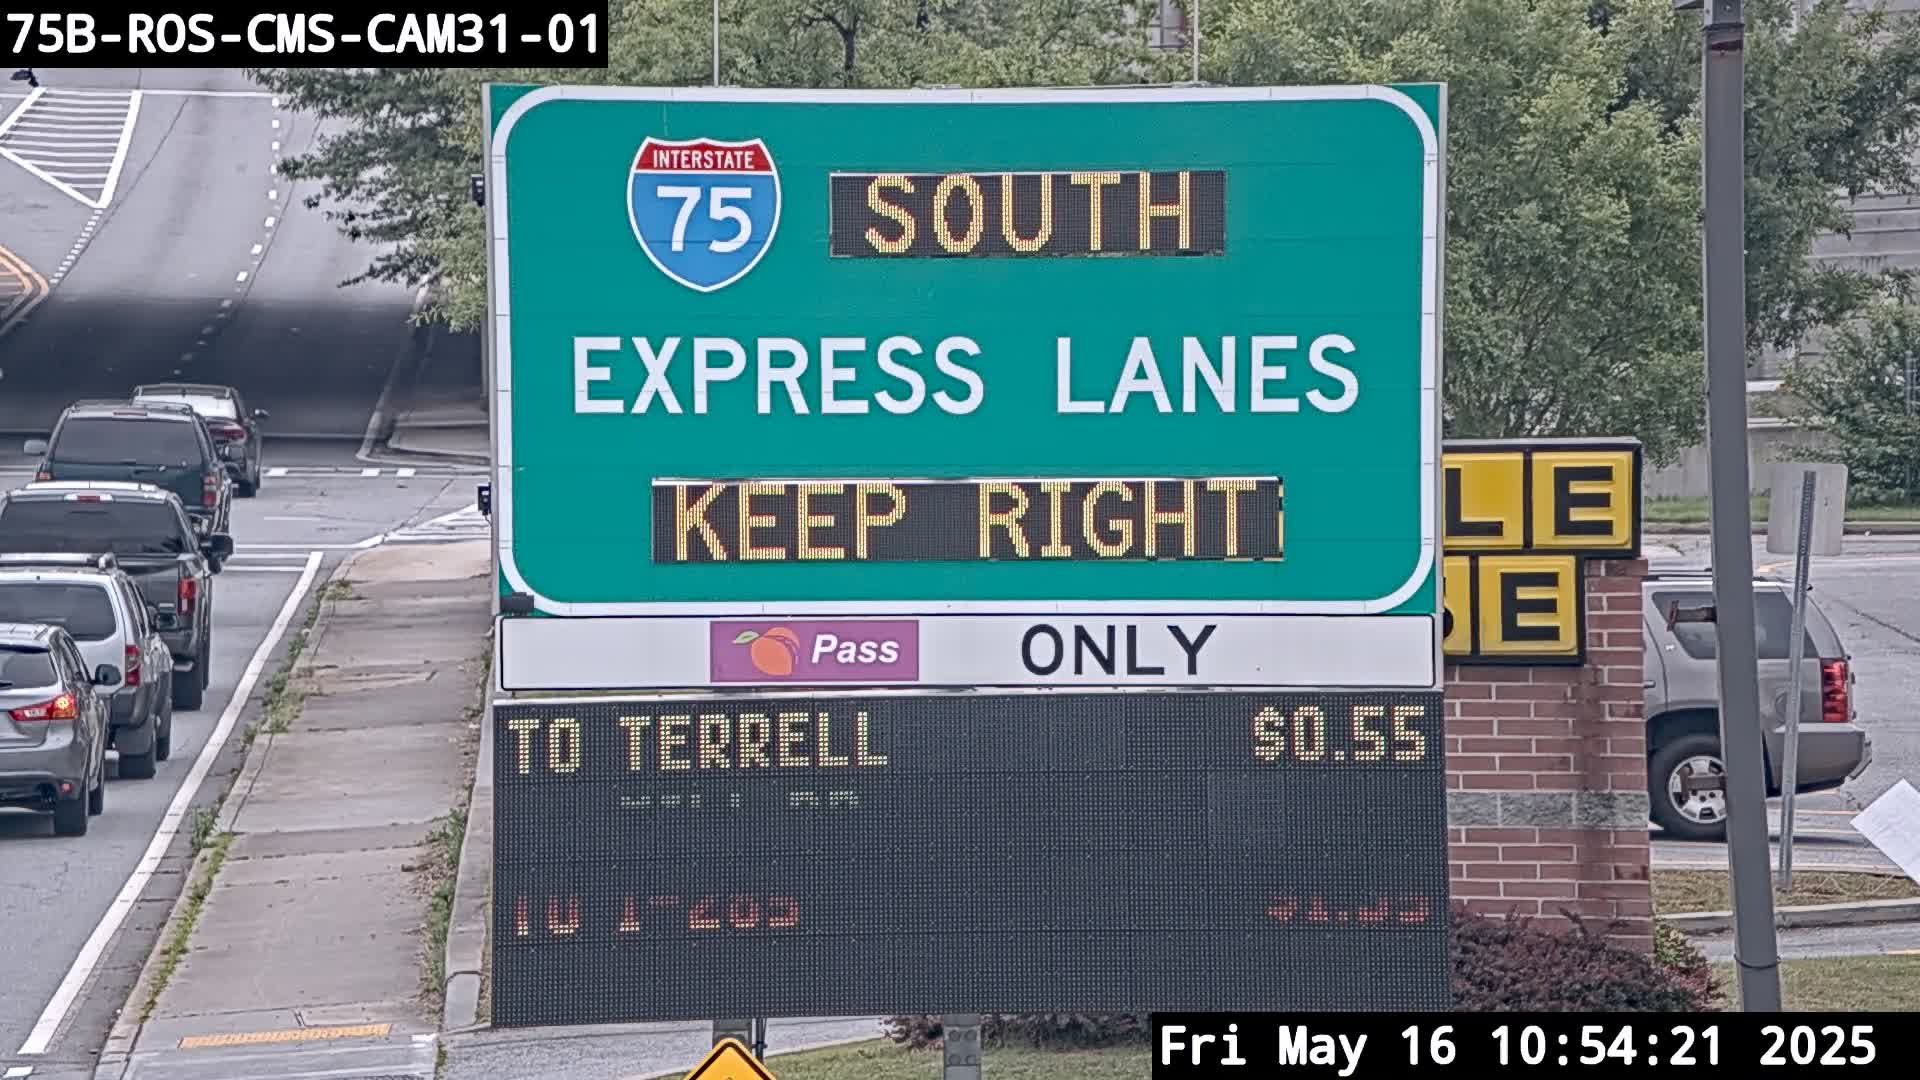 75B-ROS-CMS-CAM31-01
INTERSTATE
75
SOUTH
EXPRESS LANES
KEEP RIGHT
Pass ONLY
TO TERRELL $0.55
LE
E
Fri May 16 10:54:21 2025